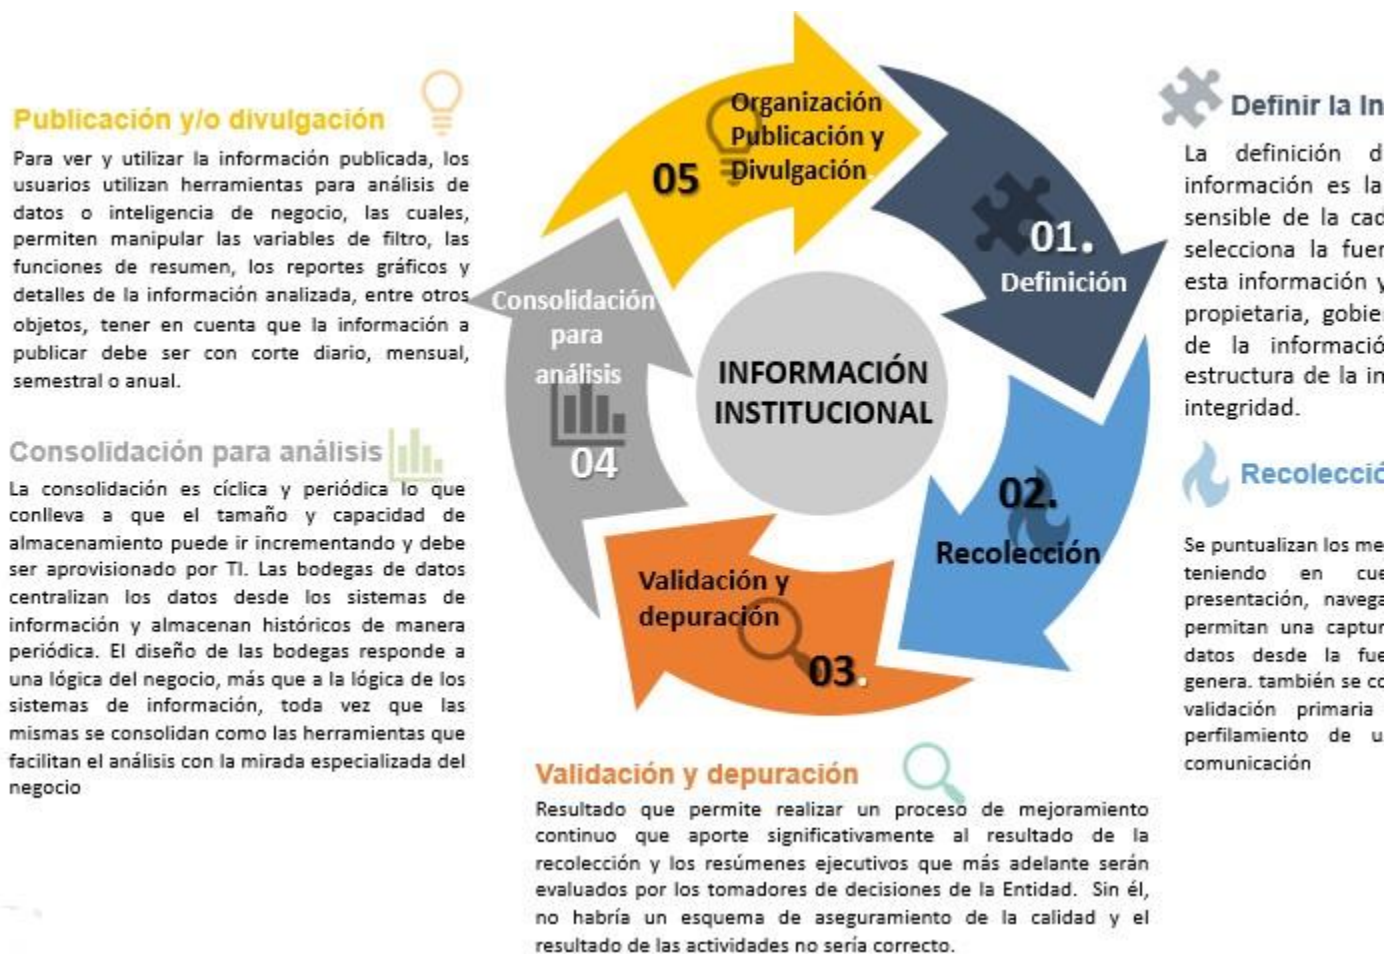 Publicación y/o divulgación
Para ver y utilizar la información publicada, los
usuarios utilizan herramientas para análisis de
datos o inteligencia de negocio, las cuales,
permiten manipular las variables de filtro, las
funciones de resumen, los reportes gráficos y
detalles de la información analizada, entre otros
objetos, tener en cuenta que la información a
publicar debe ser con corte diario, mensual,
semestral o anual.
Consolidación para análisis
La consolidación es cíclica y periódica lo que
conlleva a que el tamaño y capacidad de
almacenamiento puede ir incrementando y debe
ser aprovisionado por TI. Las bodegas de datos
centralizan los datos desde los sistemas de
información y almacenan históricos de manera
periódica. El diseño de las bodegas responde a
una lógica del negocio, más que a la lógica de los
sistemas de información, toda vez que las
mismas se consolidan como las herramientas que
facilitan el análisis con la mirada especializada del
negocio
Organización
Publicación y
Divulgación
05
01.
Definición
02.
Recolección
Validación y
depuración
03.
Consolidación
para
análisis
04
INFORMACIÓN
INSTITUCIONAL
Validación y depuración
Resultado que permite realizar un proceso de mejoramiento
continuo que aporte significativamente al resultado de la
recolección y los resúmenes ejecutivos que más adelante serán
evaluados por los tomadores de decisiones de la Entidad. Sin él,
no habría un esquema de aseguramiento de la calidad y el
resultado de las actividades no sería correcto.
Definir la In
La definición d
información es la
sensible de la cad
selecciona la fuer
esta información y
propietaria, gobie
de la informació
estructura de la in
integridad.
Recolecció
Se puntualizan los me
teniendo en cue
presentación, navega
permitan una captur
datos desde la fue
genera. también se co
validación primaria
perfilamiento de u
comunicación